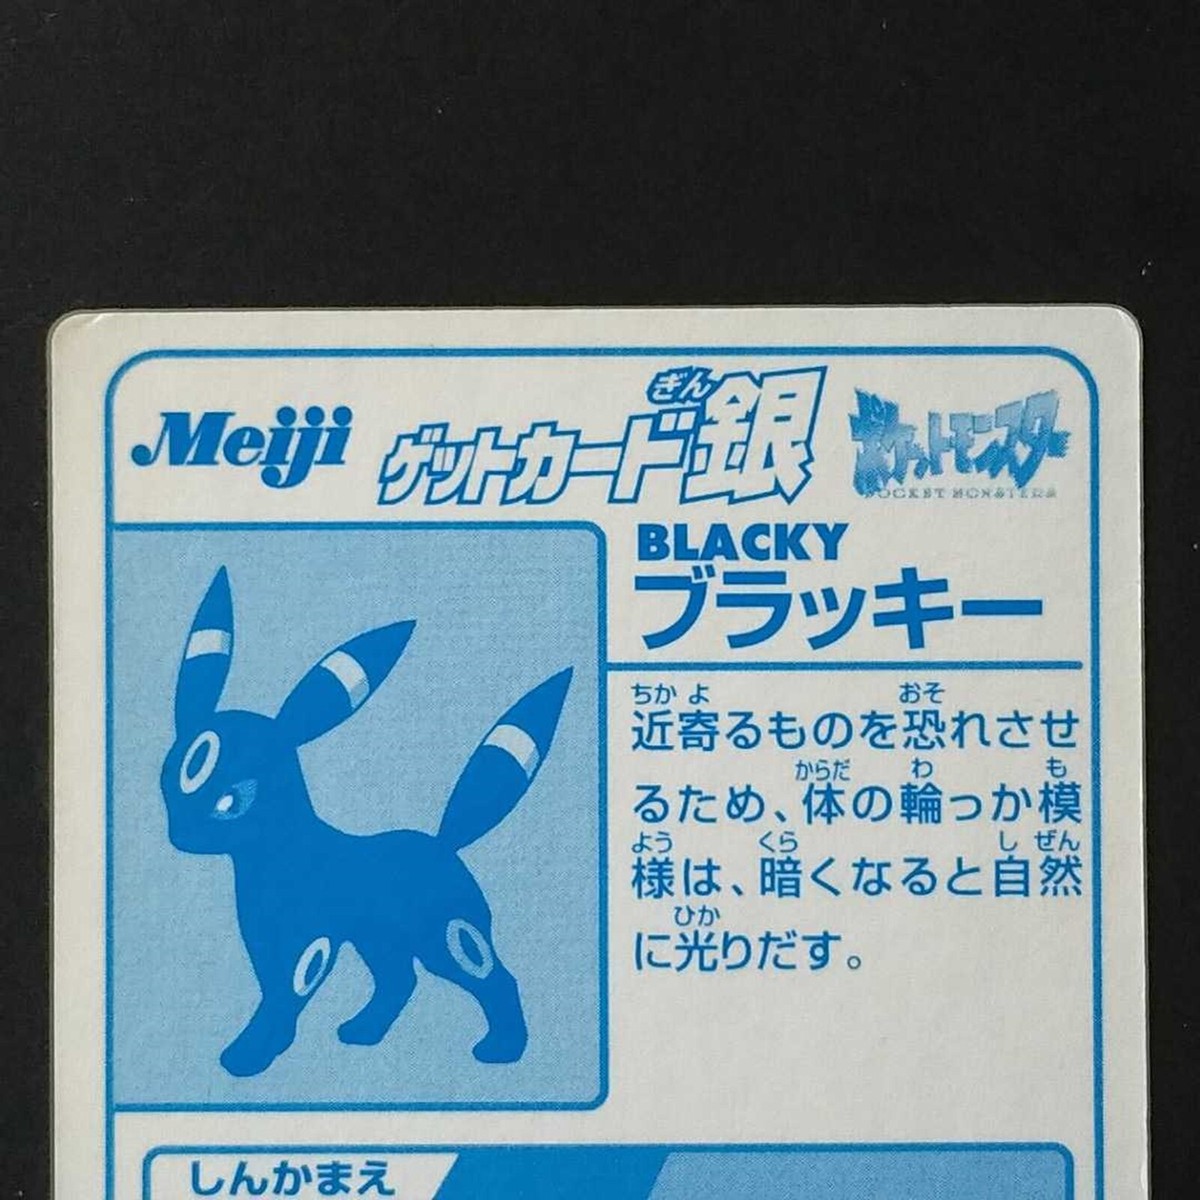 Meiji
ゲットカード銀
ぎん
ポケットモンスター
POCKET MONSTERS
BLACKY
ブラッキー
ちか よ おそ
近寄るものを恐れさせ
からだ わ も
るため、体の輪っか模
よう くら し ぜん
様は、暗くなると自然
ひか
に光りだす。
しんかまえ